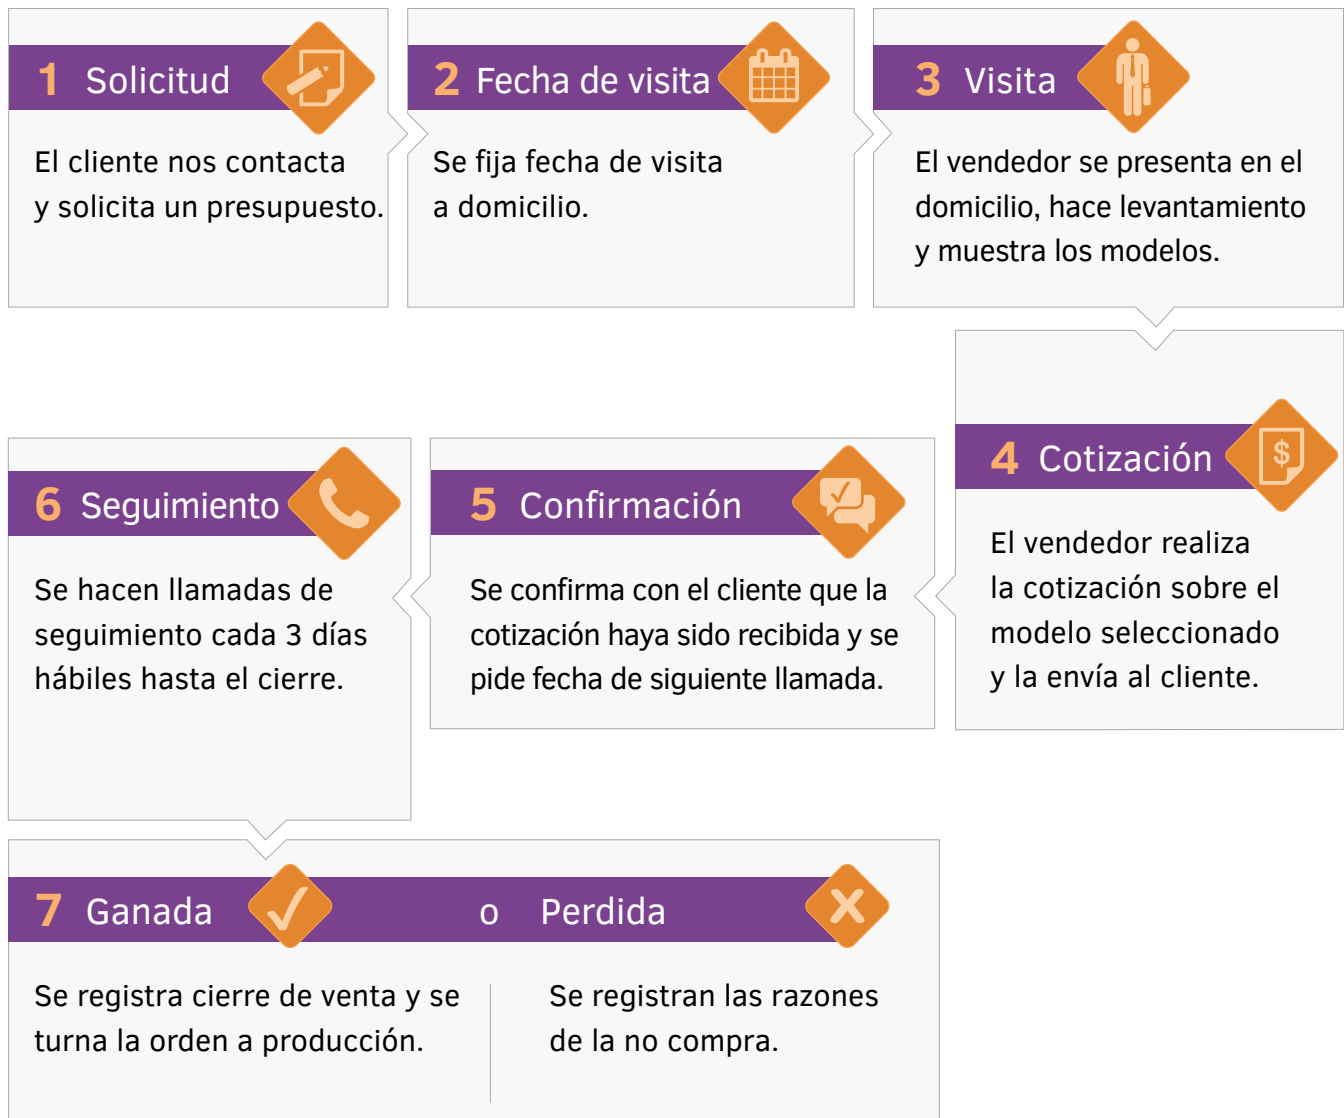 1 Solicitud
El cliente nos contacta
y solicita un presupuesto.
2 Fecha de visita
Se fija fecha de visita
a domicilio.
3 Visita
El vendedor se presenta en el
domicilio, hace levantamiento
y muestra los modelos.
4 Cotización
$
El vendedor realiza
la cotización sobre el
modelo seleccionado
y la envía al cliente.
5 Confirmación
Se confirma con el cliente que la
cotización haya sido recibida y se
pide fecha de siguiente llamada.
6 Seguimiento
Se hacen llamadas de
seguimiento cada 3 días
hábiles hasta el cierre.
7 Ganada o Perdida
Se registra cierre de venta y se
turna la orden a producción.
Se registran las razones
de la no compra.